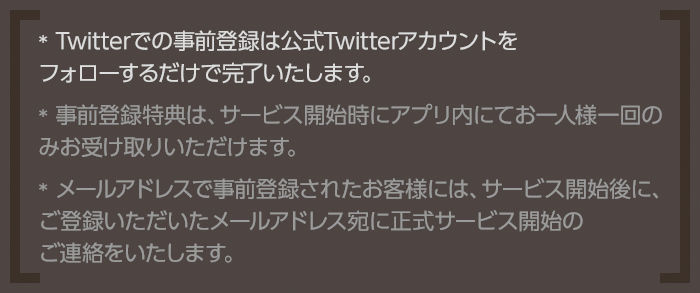 * Twitterでの事前登録は公式Twitterアカウントを
フォローするだけで完了いたします。
* 事前登録特典は、サービス開始時にアプリ内にてお一人様一回の
みお受け取りいただけます。
* メールアドレスで事前登録されたお客様には、サービス開始後に、
ご登録いただいたメールアドレス宛に正式サービス開始の
ご連絡をいたします。